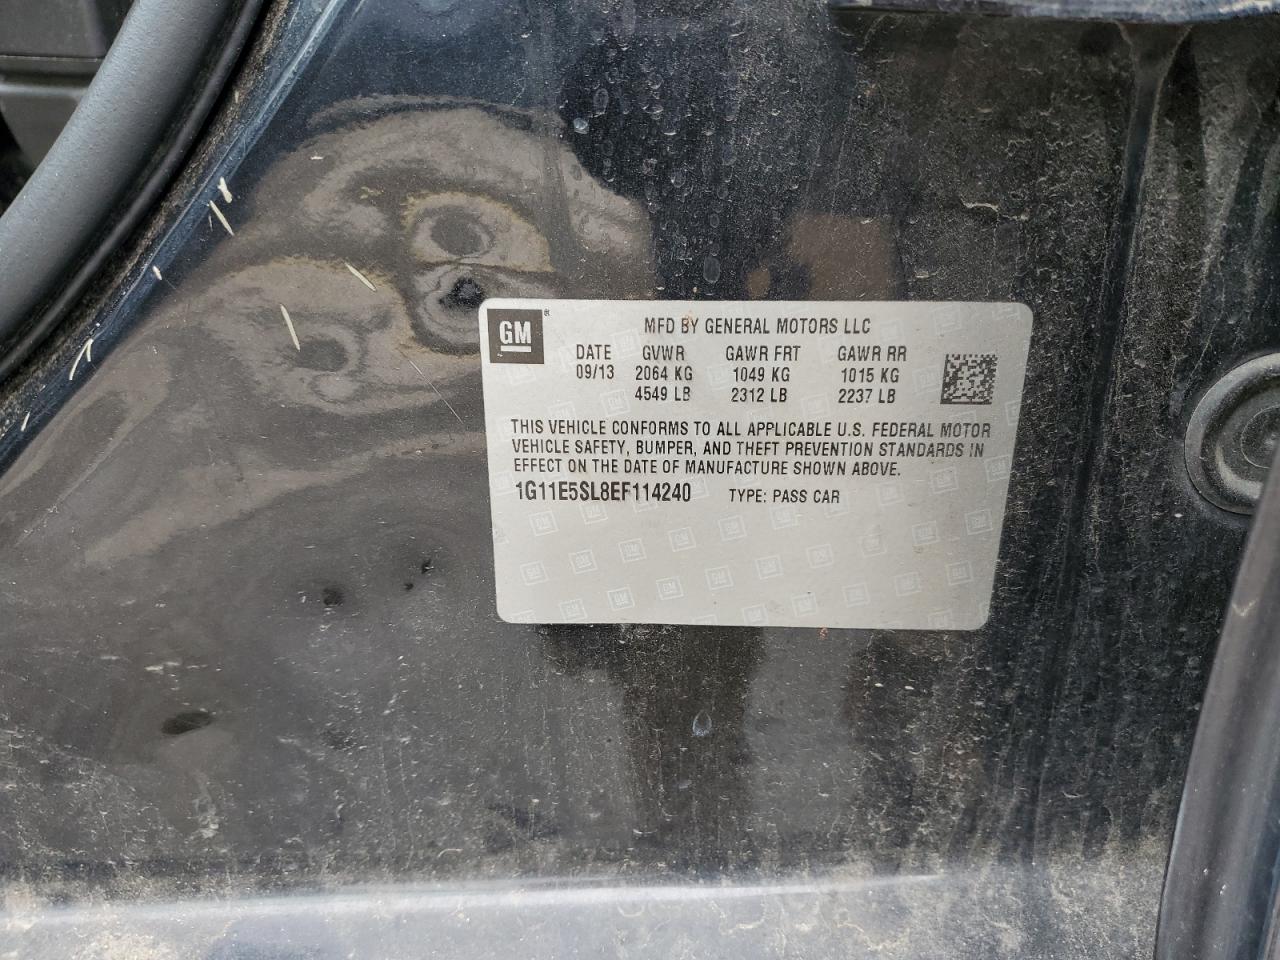 GM ® MFD BY GENERAL MOTORS LLC
DATE GVWR GAWR FRT GAWR RR
09/13 2064 KG 1049 KG 1015 KG
4549 LB 2312 LB 2237 LB
THIS VEHICLE CONFORMS TO ALL APPLICABLE U.S. FEDERAL MOTOR
VEHICLE SAFETY, BUMPER, AND THEFT PREVENTION STANDARDS IN
EFFECT ON THE DATE OF MANUFACTURE SHOWN ABOVE.
1G11E5SL8EF114240 TYPE: PASS CAR